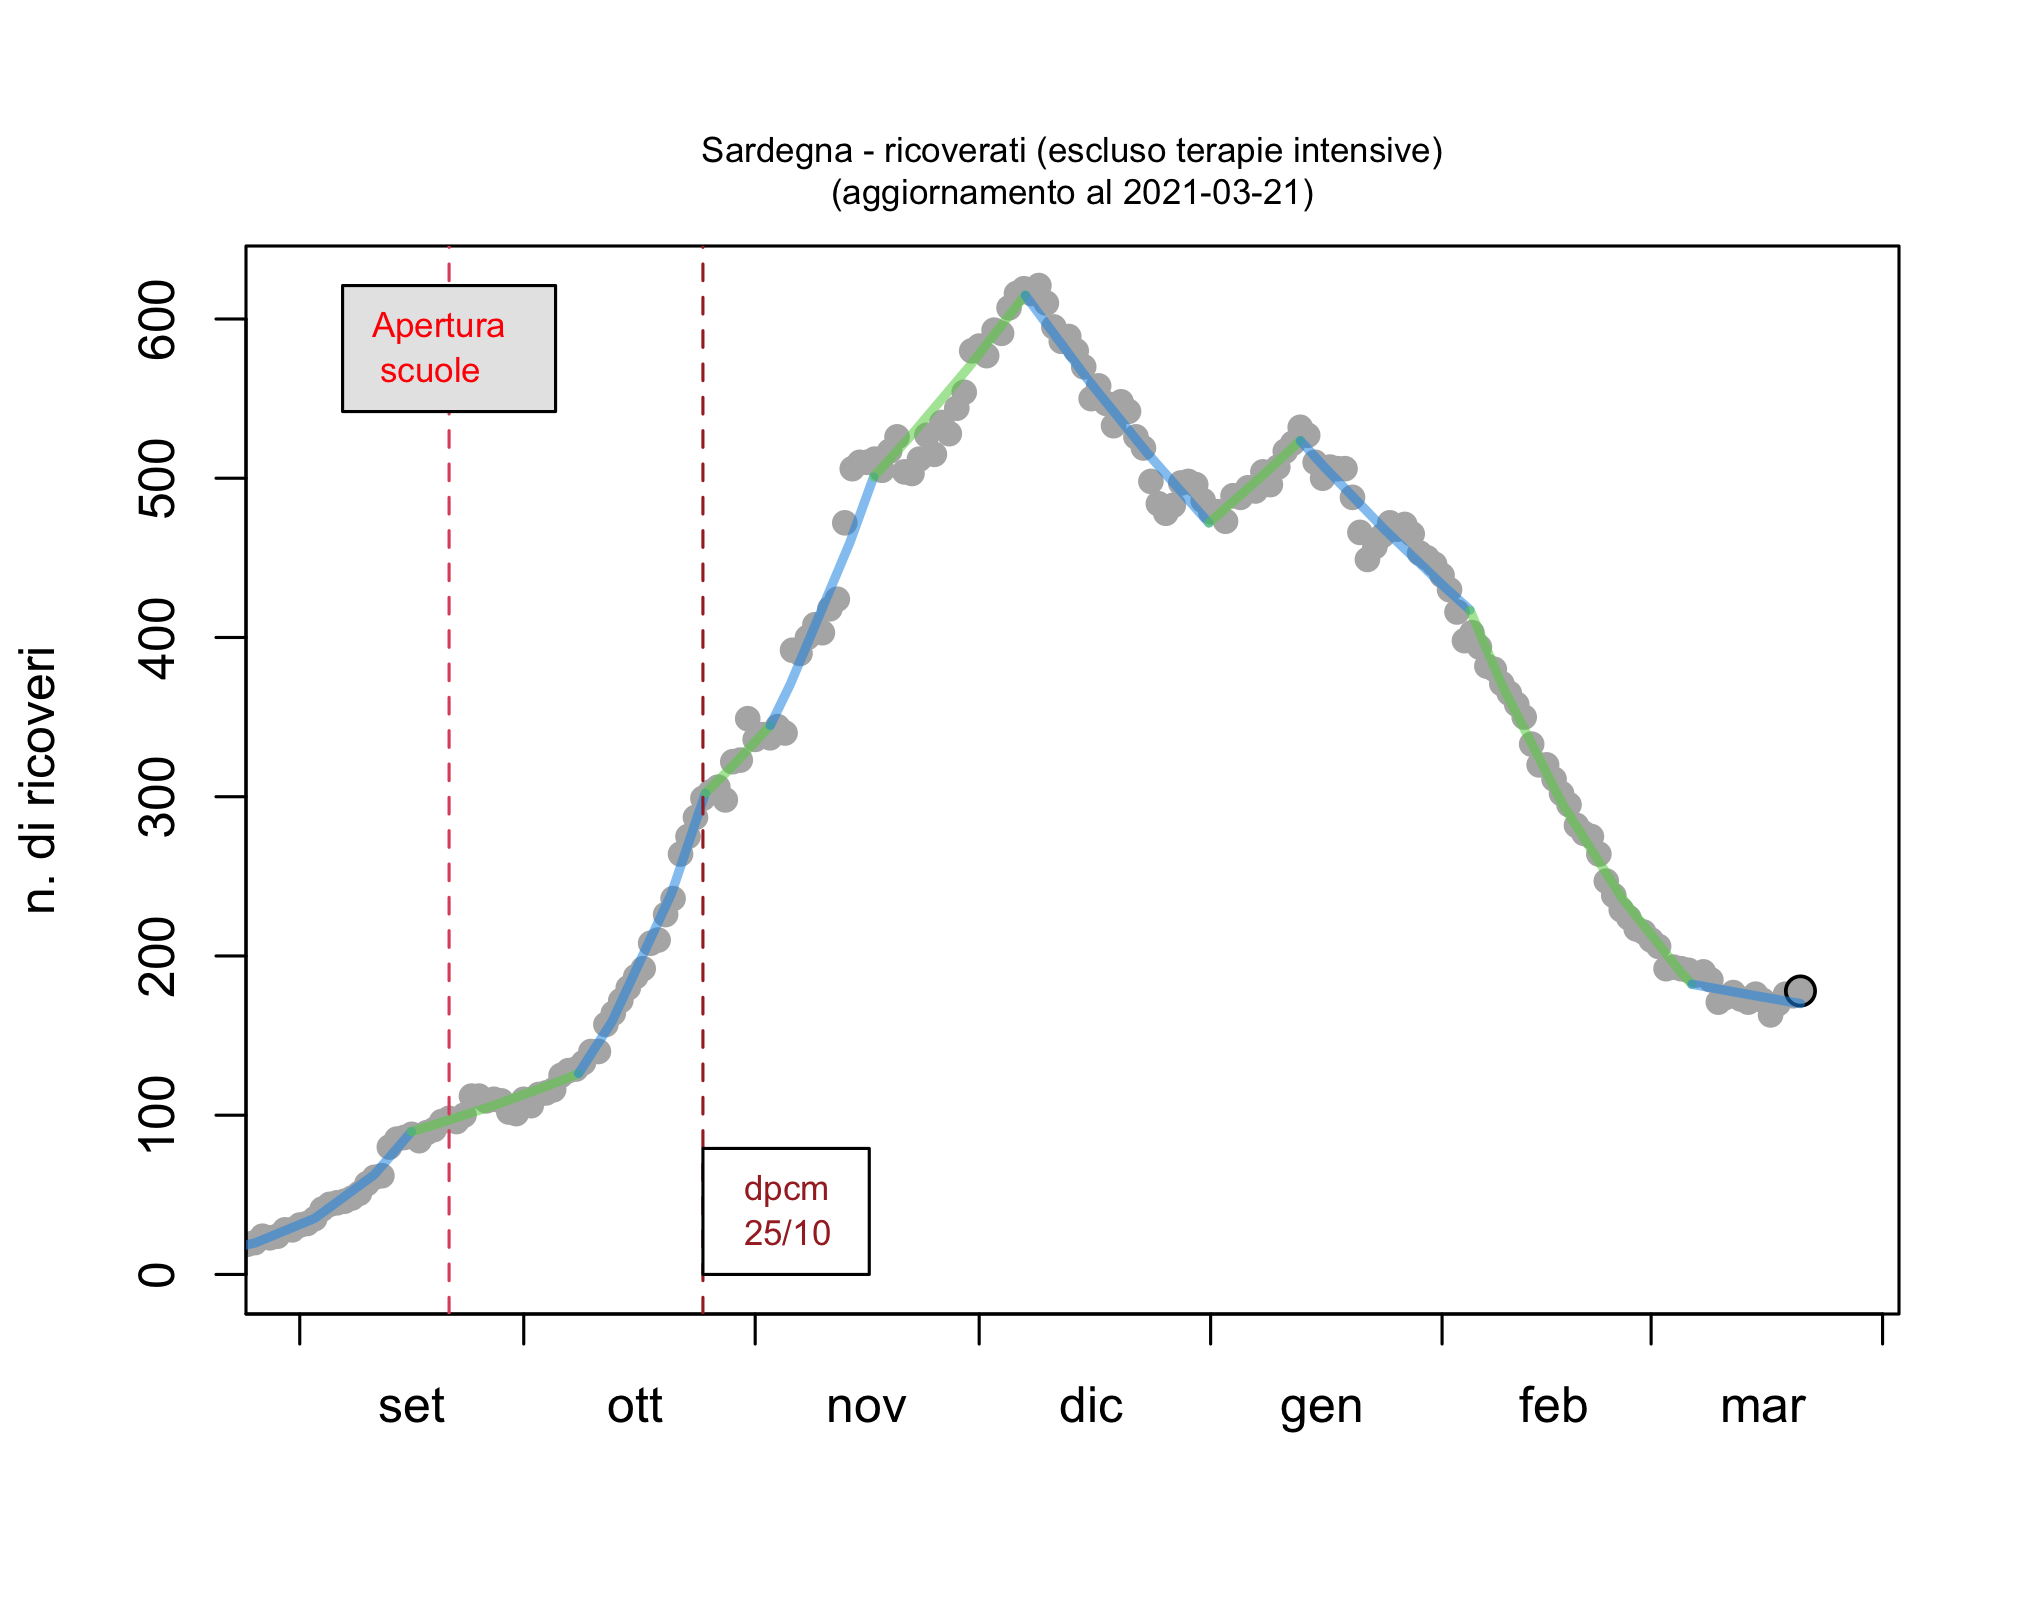 Sardegna - ricoverati (escluso terapie intensive)
(aggiornamento al 2021-03-21)
n. di ricoveri
600
500
400
300
200
100
0
Apertura
scuole
dpcm
25/10
set ott nov dic gen feb mar